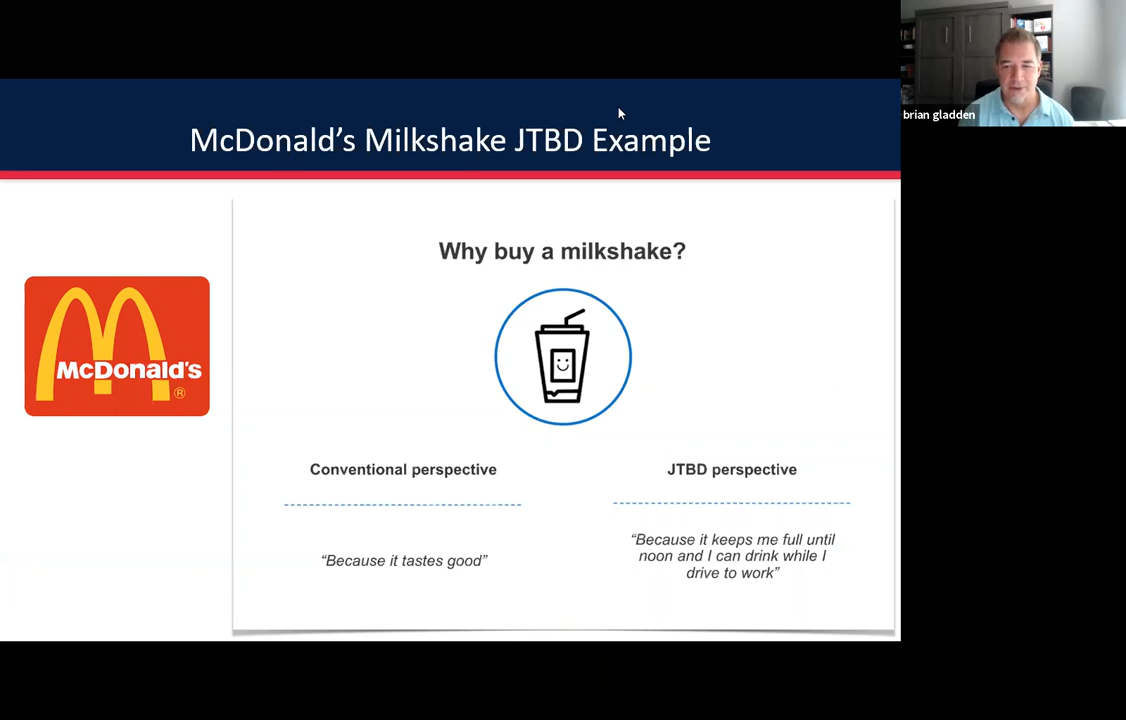 McDonald's Milkshake JTBD Example
brian gladden
Why buy a milkshake?
McDonald's
®
Conventional perspective
JTBD perspective
“Because it tastes good”
“Because it keeps me full until
noon and I can drink while I
drive to work”